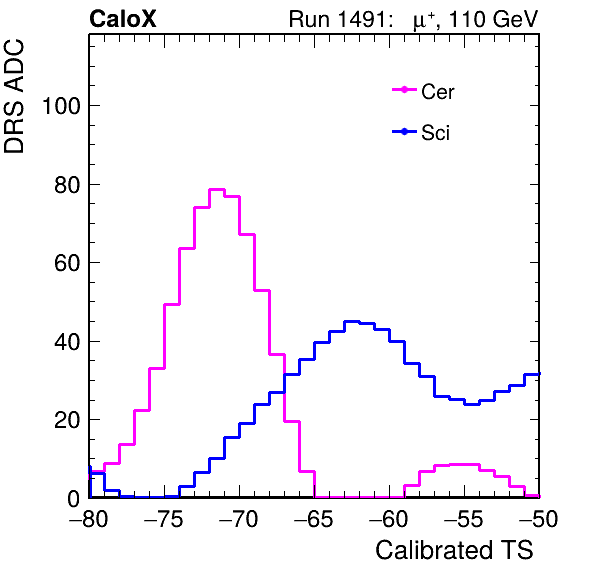 CaloX Run 1491: μ⁺, 110 GeV
DRS ADC
Cer
Sci
100
80
60
40
20
0
−80 −75 −70 −65 −60 −55 −50
Calibrated TS